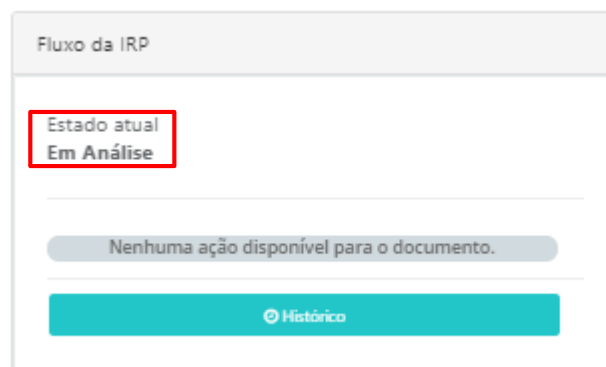 Fluxo da IRP
Estado atual
Em Análise
Nenhuma ação disponível para o documento.
Histórico